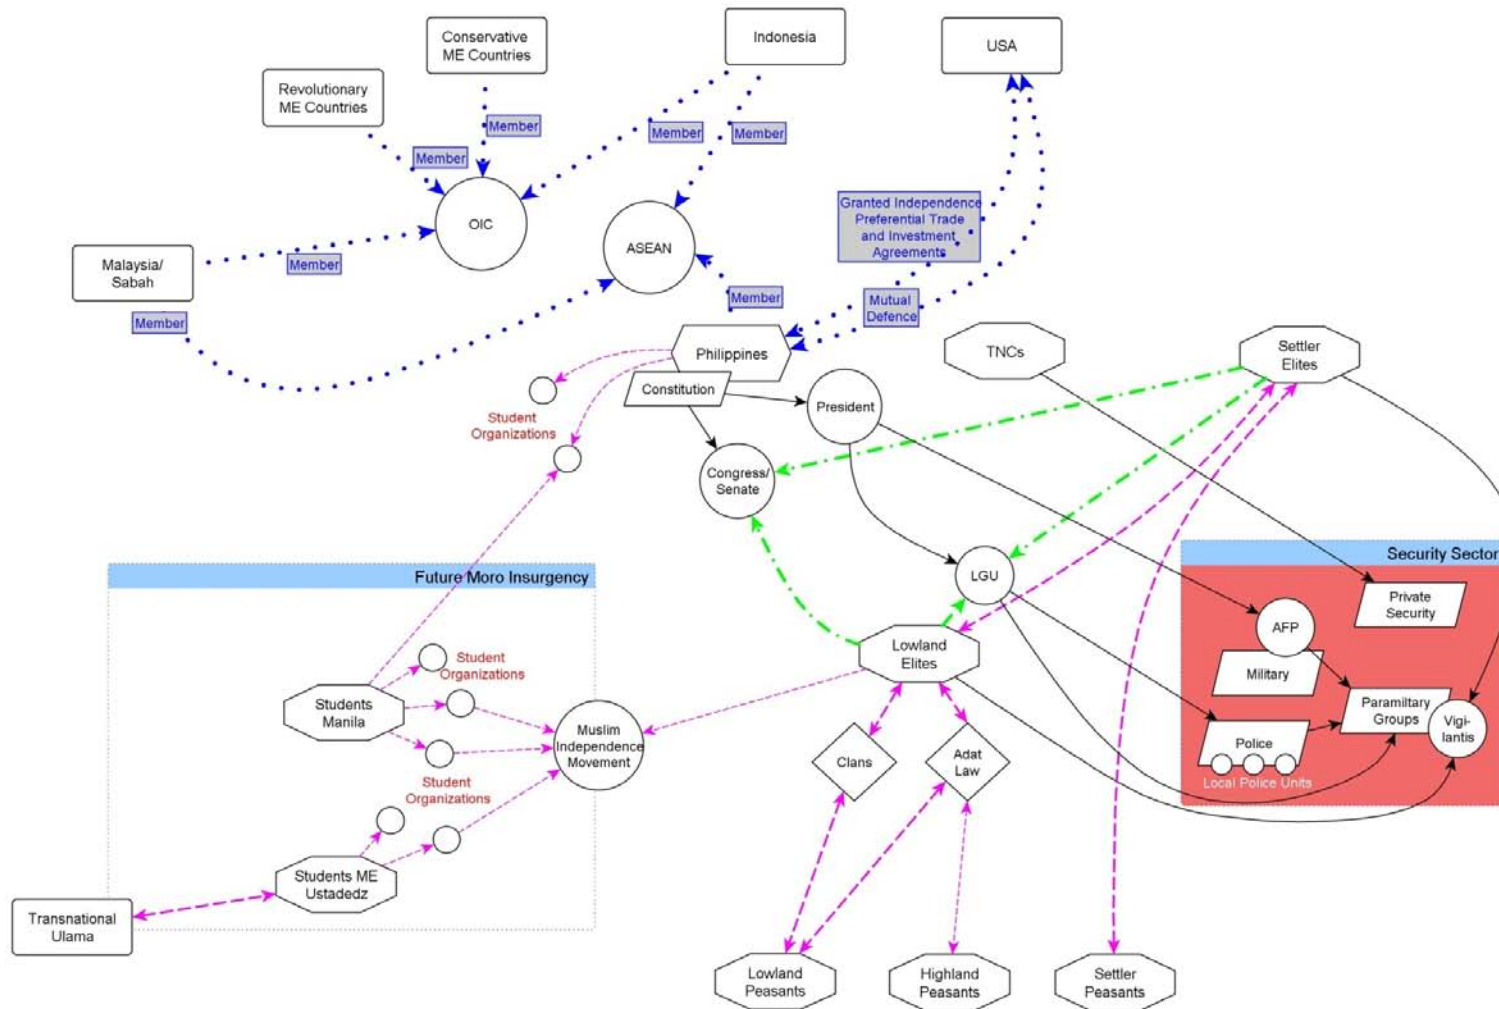 Conservative
ME Countries
Indonesia
USA
Revolutionary
ME Countries
Member
Member
Member
Member
OIC
ASEAN
Granted Independence
Preferential Trade
and Investment
Agreements
Malaysia/
Sabah
Member
Member
Member
Mutual
Defence
Philippines
Constitution
TNCs
Settler
Elites
President
Student
Organizations
Congress/
Senate
Future Moro Insurgency
LGU
Security Sector
Private
Security
AFP
Military
Lowland
Elites
Student
Organizations
Students
Manila
Muslim
Independence
Movement
Paramiltary
Groups
Vigi-
lantis
Police
Local Police Units
Clans
Adat
Law
Student
Organizations
Students ME
Ustadedz
Transnational
Ulama
Lowland
Peasants
Highland
Peasants
Settler
Peasants